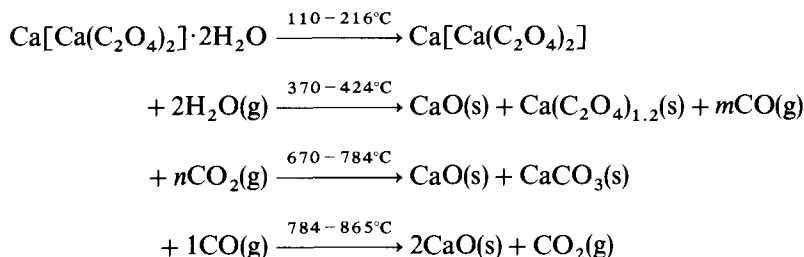 Ca[Ca(C₂O₄)₂]·2H₂O —110–216°C→ Ca[Ca(C₂O₄)₂]
+ 2H₂O(g) —370–424°C→ CaO(s) + Ca(C₂O₄)₁.₂(s) + mCO(g)
+ nCO₂(g) —670–784°C→ CaO(s) + CaCO₃(s)
+ 1CO(g) —784–865°C→ 2CaO(s) + CO₂(g)